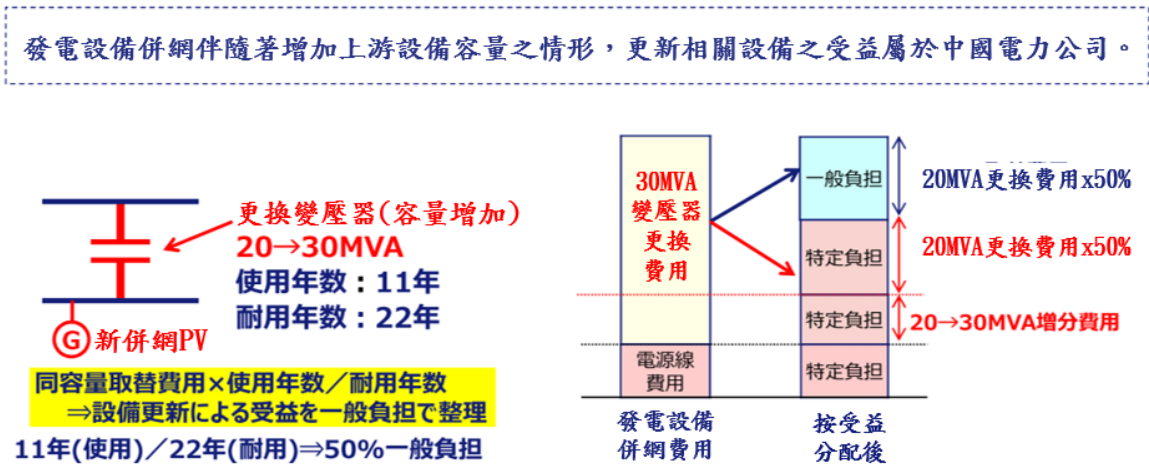 發電設備併網伴隨著增加上游設備容量之情形，更新相關設備之受益屬於中國電力公司。
更換變壓器(容量增加)
20→30MVA
使用年数：11年
耐用年数：22年
G 新併網PV
同容量取替費用×使用年数／耐用年数
⇒設備更新による受益を一般負担で整理
11年(使用)／22年(耐用)⇒50%一般負担
30MVA
變壓器
更換
費用
電源線
費用
發電設備
併網費用
一般負担
特定負担
特定負担
特定負担
按受益
分配後
20MVA更換費用x50%
20MVA更換費用x50%
20→30MVA增分費用